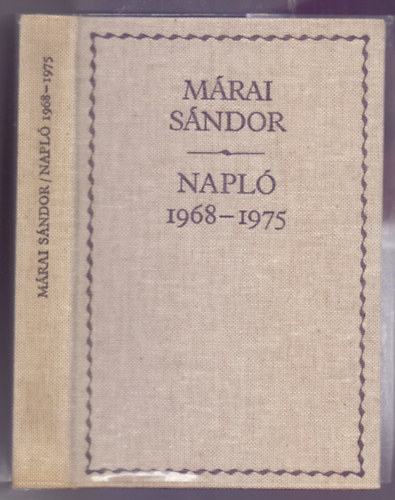 MÁRAI SÁNDOR/NAPLÓ 1968–1975
MÁRAI
SÁNDOR
NAPLÓ
1968–1975